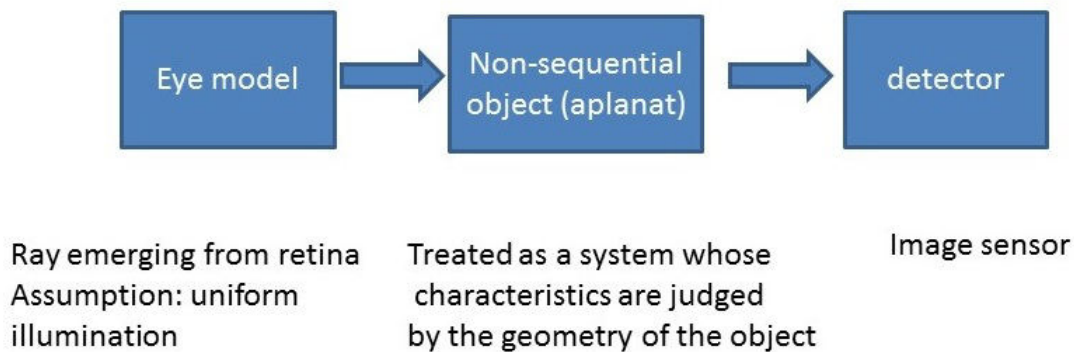 Eye model
Non-sequential
object (aplanat)
detector
Ray emerging from retina
Assumption: uniform
illumination
Treated as a system whose
characteristics are judged
by the geometry of the object
Image sensor